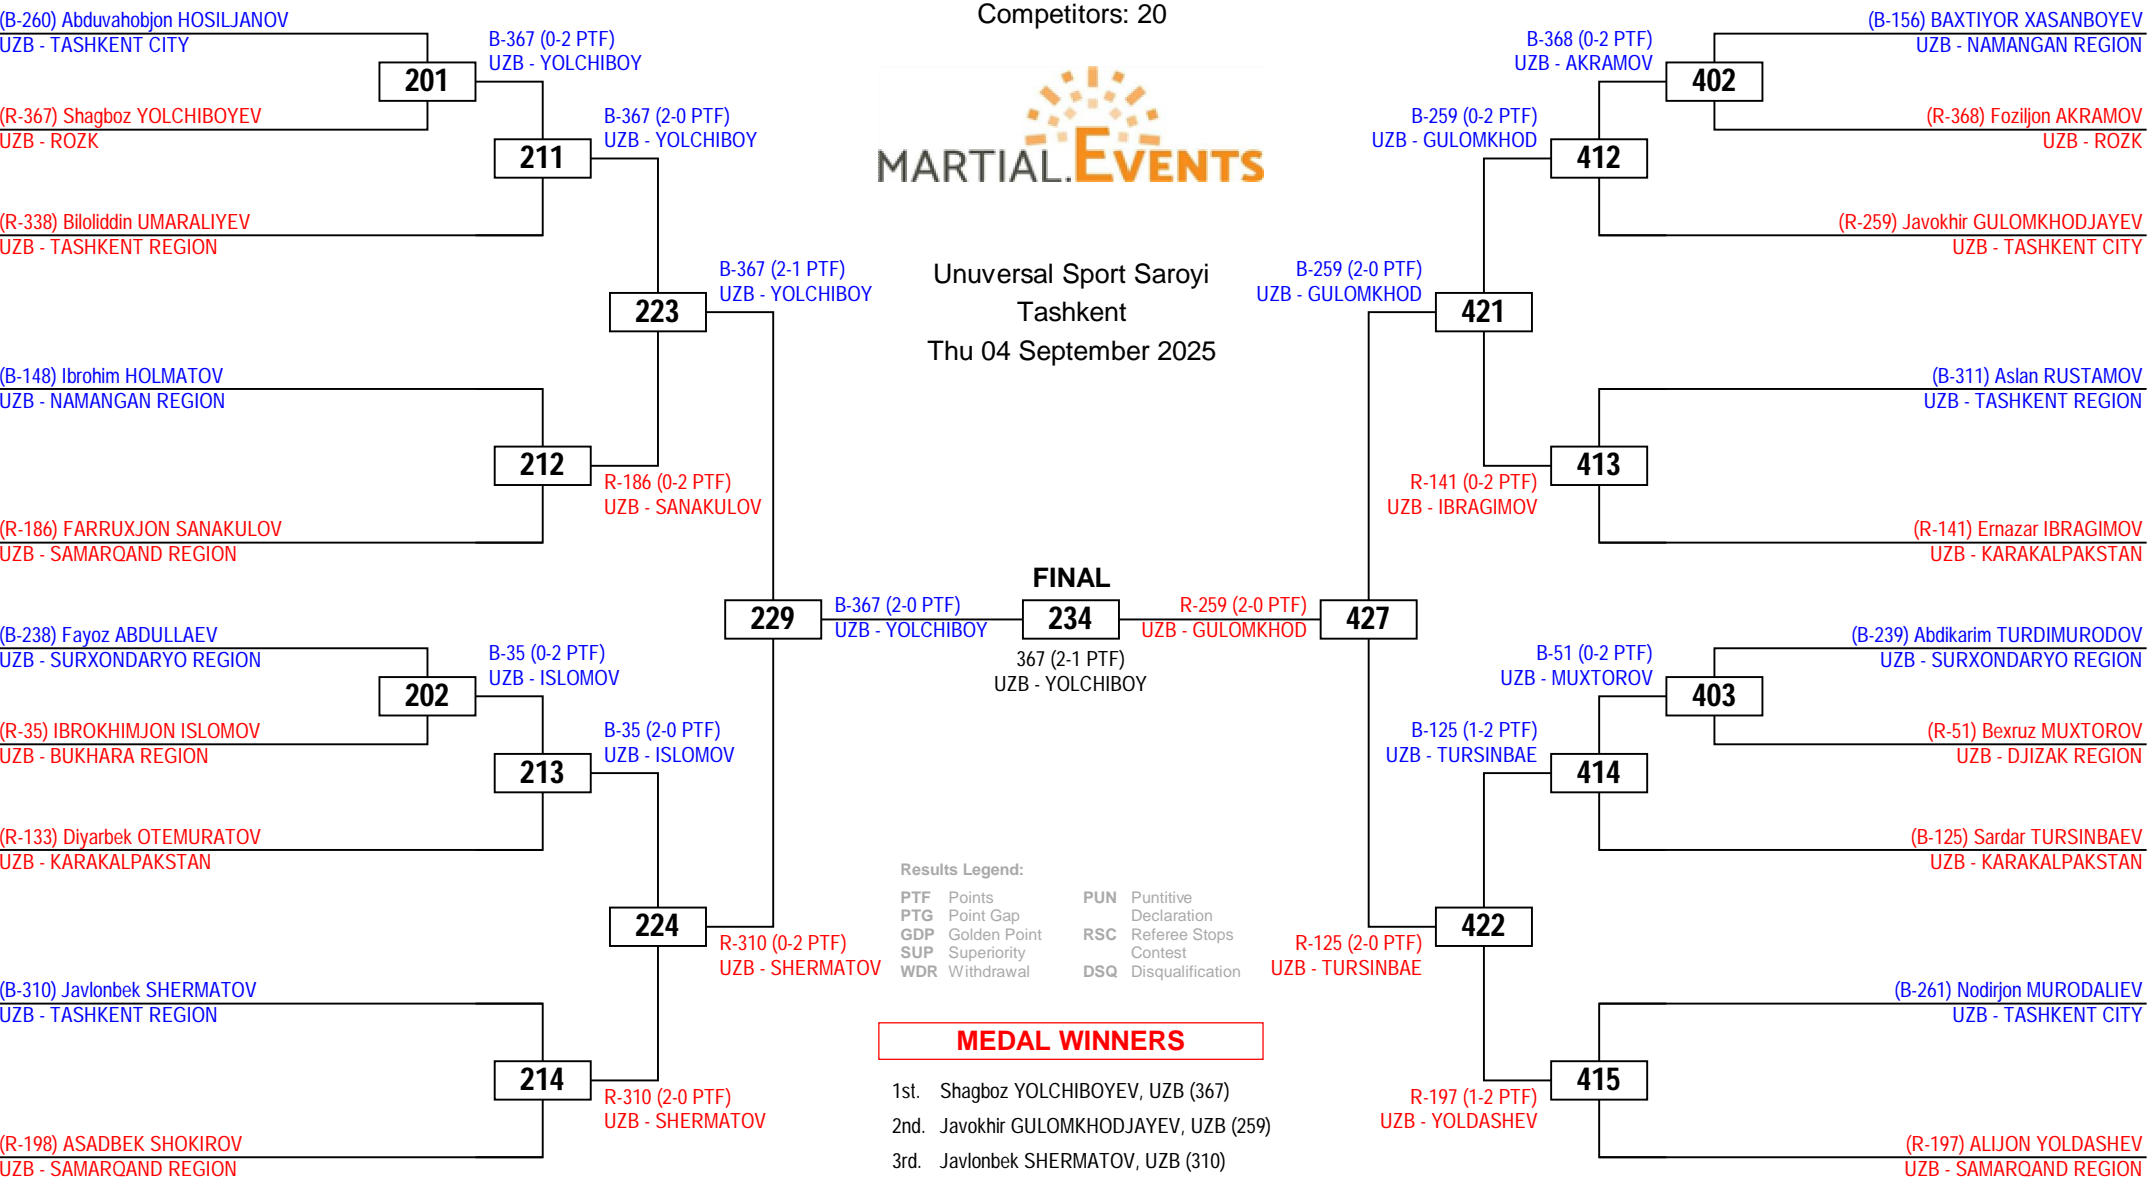 Competitors: 20
MARTIAL.EVENTS
Unuversal Sport Saroyi
Tashkent
Thu 04 September 2025
(B-260) Abduvahobjon HOSILJANOV
UZB - TASHKENT CITY
(R-367) Shagboz YOLCHIBOYEV
UZB - ROZK
(R-338) Biloliddin UMARALIYEV
UZB - TASHKENT REGION
(B-148) Ibrohim HOLMATOV
UZB - NAMANGAN REGION
(R-186) FARRUXJON SANAKULOV
UZB - SAMARQAND REGION
(B-238) Fayoz ABDULLAEV
UZB - SURXONDARYO REGION
(R-35) IBROKHIMJON ISLOMOV
UZB - BUKHARA REGION
(R-133) Diyarbek OTEMURATOV
UZB - KARAKALPAKSTAN
(B-310) Javlonbek SHERMATOV
UZB - TASHKENT REGION
(R-198) ASADBEK SHOKIROV
UZB - SAMARQAND REGION
201
B-367 (0-2 PTF)
UZB - YOLCHIBOY
202
B-35 (0-2 PTF)
UZB - ISLOMOV
211
B-367 (2-0 PTF)
UZB - YOLCHIBOY
212
R-186 (0-2 PTF)
UZB - SANAKULOV
213
B-35 (2-0 PTF)
UZB - ISLOMOV
214
R-310 (2-0 PTF)
UZB - SHERMATOV
223
B-367 (2-1 PTF)
UZB - YOLCHIBOY
224
R-310 (0-2 PTF)
UZB - SHERMATOV
229
B-367 (2-0 PTF)
UZB - YOLCHIBOY
FINAL
234
367 (2-1 PTF)
UZB - YOLCHIBOY
R-259 (2-0 PTF)
UZB - GULOMKHOD
427
B-259 (2-0 PTF)
UZB - GULOMKHOD
421
R-125 (2-0 PTF)
UZB - TURSINBAE
422
B-259 (0-2 PTF)
UZB - GULOMKHOD
412
R-141 (0-2 PTF)
UZB - IBRAGIMOV
413
B-125 (1-2 PTF)
UZB - TURSINBAE
414
R-197 (1-2 PTF)
UZB - YOLDASHEV
415
B-368 (0-2 PTF)
UZB - AKRAMOV
402
B-51 (0-2 PTF)
UZB - MUXTOROV
403
(B-156) BAXTIYOR XASANBOYEV
UZB - NAMANGAN REGION
(R-368) Foziljon AKRAMOV
UZB - ROZK
(R-259) Javokhir GULOMKHODJAYEV
UZB - TASHKENT CITY
(B-311) Aslan RUSTAMOV
UZB - TASHKENT REGION
(R-141) Ernazar IBRAGIMOV
UZB - KARAKALPAKSTAN
(B-239) Abdikarim TURDIMURODOV
UZB - SURXONDARYO REGION
(R-51) Bexruz MUXTOROV
UZB - DJIZAK REGION
(B-125) Sardar TURSINBAEV
UZB - KARAKALPAKSTAN
(B-261) Nodirjon MURODALIEV
UZB - TASHKENT CITY
(R-197) ALIJON YOLDASHEV
UZB - SAMARQAND REGION
Results Legend:
PTF Points
PTG Point Gap
GDP Golden Point
SUP Superiority
WDR Withdrawal
PUN Puntitive
Declaration
RSC Referee Stops
Contest
DSQ Disqualification
MEDAL WINNERS
1st. Shagboz YOLCHIBOYEV, UZB (367)
2nd. Javokhir GULOMKHODJAYEV, UZB (259)
3rd. Javlonbek SHERMATOV, UZB (310)